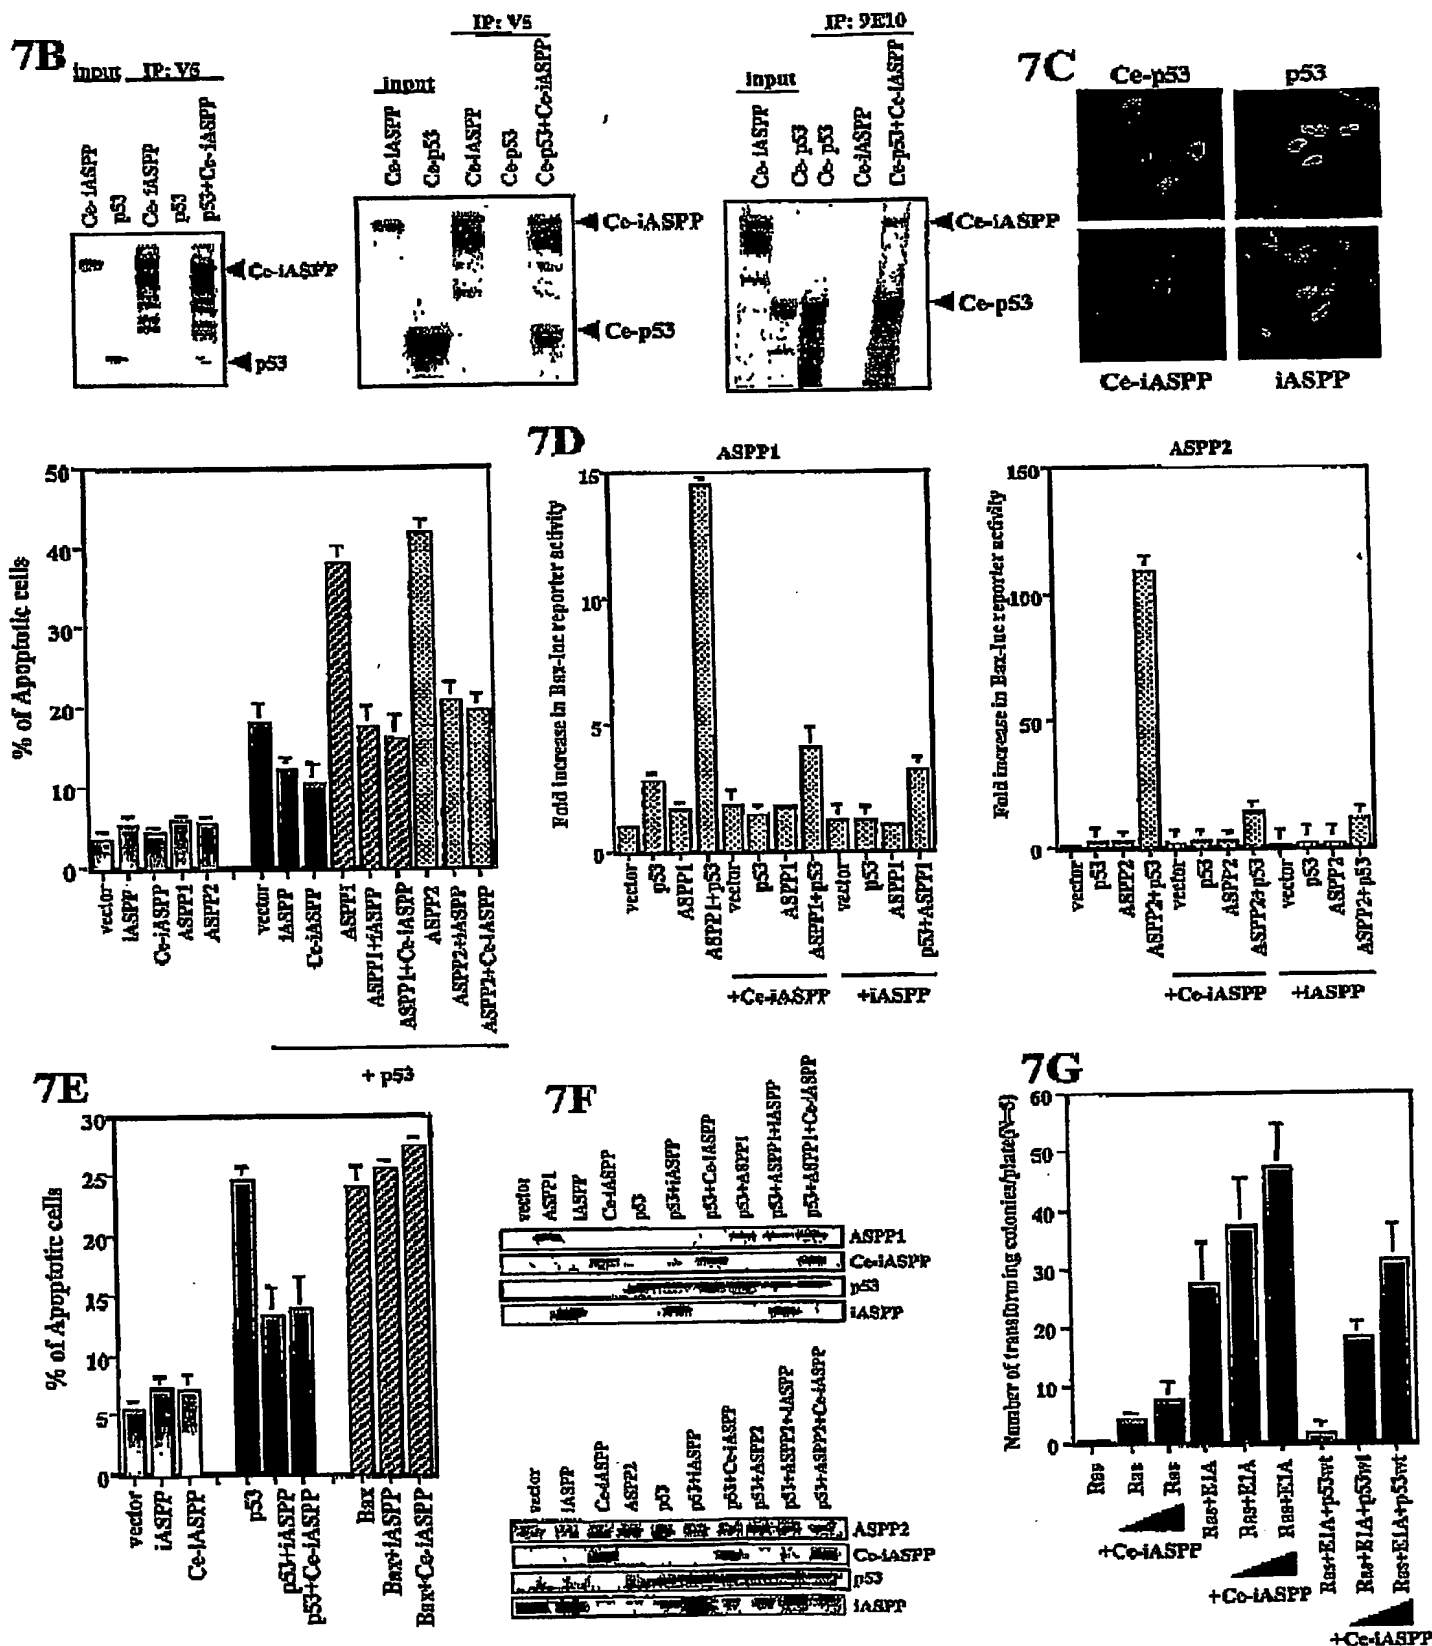 7B
input IP: V5
Ce-iASPP
p53
Ce-iASPP
p53
p53+Ce-iASPP
Ce-iASPP
p53
IP: V5
input
Ce-iASPP
Ce-p53
Ce-iASPP
Ce-p53
Ce-p53+Ce-iASPP
Ce-iASPP
Ce-p53
IP: 9E10
input
Ce-iASPP
Ce-p53
Ce-p53
Ce-iASPP
Ce-p53+Ce-iASPP
Ce-iASPP
Ce-p53
7C
Ce-p53 p53
Ce-iASPP iASPP
% of Apoptotic cells
50
40
30
20
10
0
vector
iASPP
Ce-iASPP
ASPP1
ASPP2
vector
iASPP
Ce-iASPP
ASPP1
ASPP1+iASPP
ASPP1+Ce-iASPP
ASPP2
ASPP2+iASPP
ASPP2+Ce-iASPP
+ p53
7D
ASPP1
Fold increase in Bax-luc reporter activity
15
10
5
0
vector
p53
ASPP1
ASPP1+p53
vector
p53
ASPP1
ASPP1+p53
vector
p53
ASPP1
p53+ASPP1
+Ce-iASPP +iASPP
ASPP2
Fold increase in Bax-luc reporter activity
150
100
50
0
vector
p53
ASPP2
ASPP2+p53
vector
p53
ASPP2
ASPP2+p53
vector
p53
ASPP2
ASPP2+p53
+Ce-iASPP +iASPP
7E
% of Apoptotic cells
30
25
20
15
10
5
0
vector
iASPP
Ce-iASPP
p53
p53+iASPP
p53+Ce-iASPP
Bax
Bax+iASPP
Bax+Ce-iASPP
7F
vector
ASPP1
iASPP
Ce-iASPP
p53
p53+iASPP
p53+Ce-iASPP
p53+ASPP1
p53+ASPP1+iASPP
p53+ASPP1+Ce-iASPP
ASPP1
Ce-iASPP
p53
iASPP
vector
iASPP
Ce-iASPP
ASPP2
p53
p53+iASPP
p53+Ce-iASPP
p53+ASPP2
p53+ASPP2+iASPP
p53+ASPP2+Ce-iASPP
ASPP2
Ce-iASPP
p53
iASPP
7G
Number of transforming colonies/plate(N=6)
60
50
40
30
20
10
0
Ras
Ras
Ras
Ras+E1A
Ras+E1A
Ras+E1A
Ras+E1A+p53wt
Ras+E1A+p53wt
Ras+E1A+p53wt
+Ce-iASPP
+Ce-iASPP
+Ce-iASPP